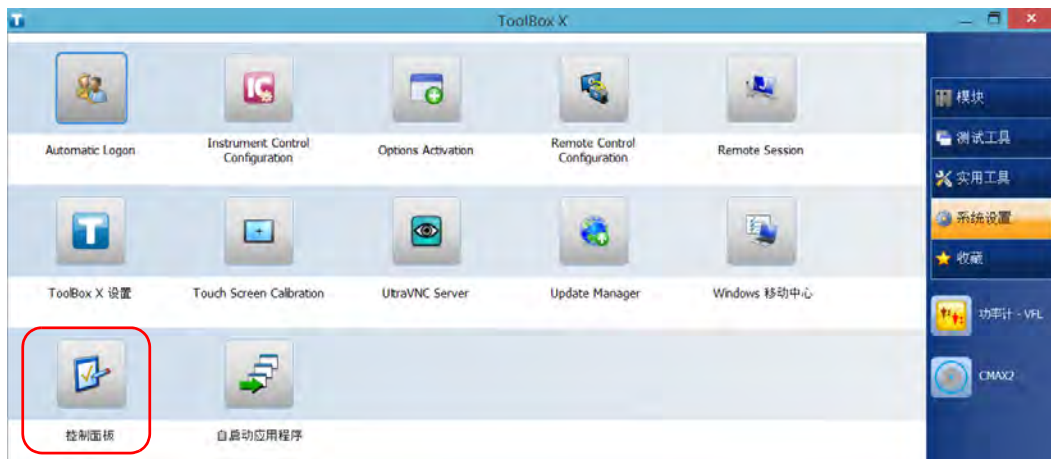 ToolBox X
Automatic Logon
Instrument Control
Configuration
Options Activation
Remote Control
Configuration
Remote Session
ToolBox X 设置
Touch Screen Calibration
UltraVNC Server
Update Manager
Windows 移动中心
控制面板
自启动应用程序
模块
测试工具
实用工具
系统设置
收藏
功率计 - VFL
CMAX2